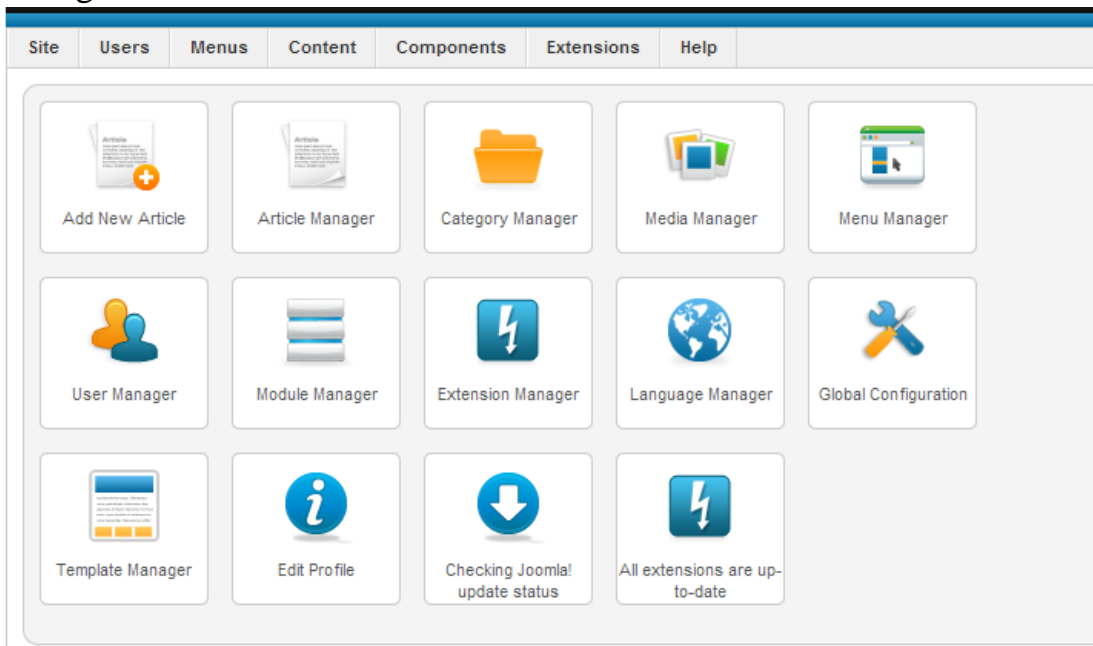 Site Users Menus Content Components Extensions Help
Add New Article Article Manager Category Manager Media Manager Menu Manager
User Manager Module Manager Extension Manager Language Manager Global Configuration
Template Manager Edit Profile Checking Joomla! update status All extensions are up-to-date